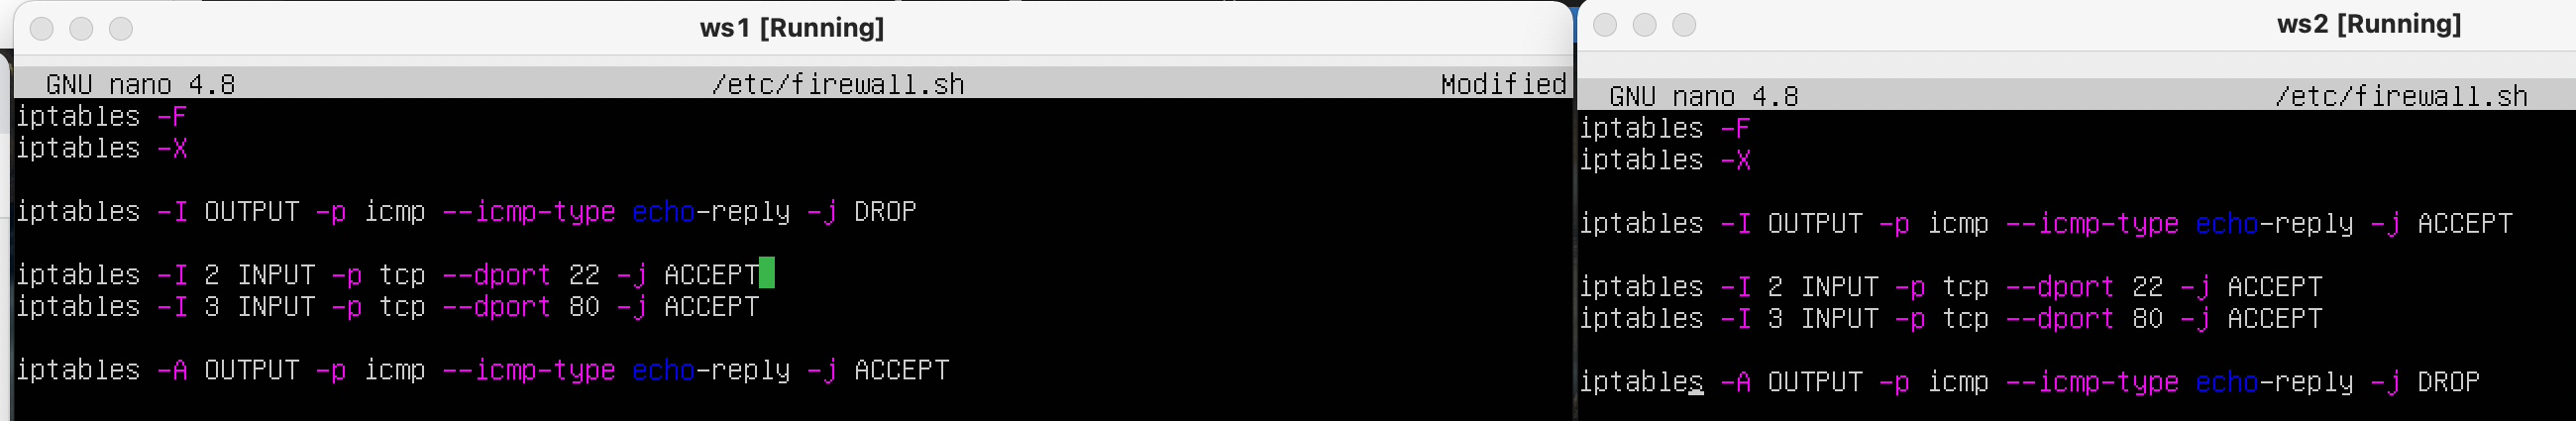 ws1 [Running]
GNU nano 4.8 /etc/firewall.sh Modified
iptables -F
iptables -X
iptables -I OUTPUT -p icmp --icmp-type echo-reply -j DROP
iptables -I 2 INPUT -p tcp --dport 22 -j ACCEPT
iptables -I 3 INPUT -p tcp --dport 80 -j ACCEPT
iptables -A OUTPUT -p icmp --icmp-type echo-reply -j ACCEPT
ws2 [Running]
GNU nano 4.8 /etc/firewall.sh
iptables -F
iptables -X
iptables -I OUTPUT -p icmp --icmp-type echo-reply -j ACCEPT
iptables -I 2 INPUT -p tcp --dport 22 -j ACCEPT
iptables -I 3 INPUT -p tcp --dport 80 -j ACCEPT
iptables -A OUTPUT -p icmp --icmp-type echo-reply -j DROP